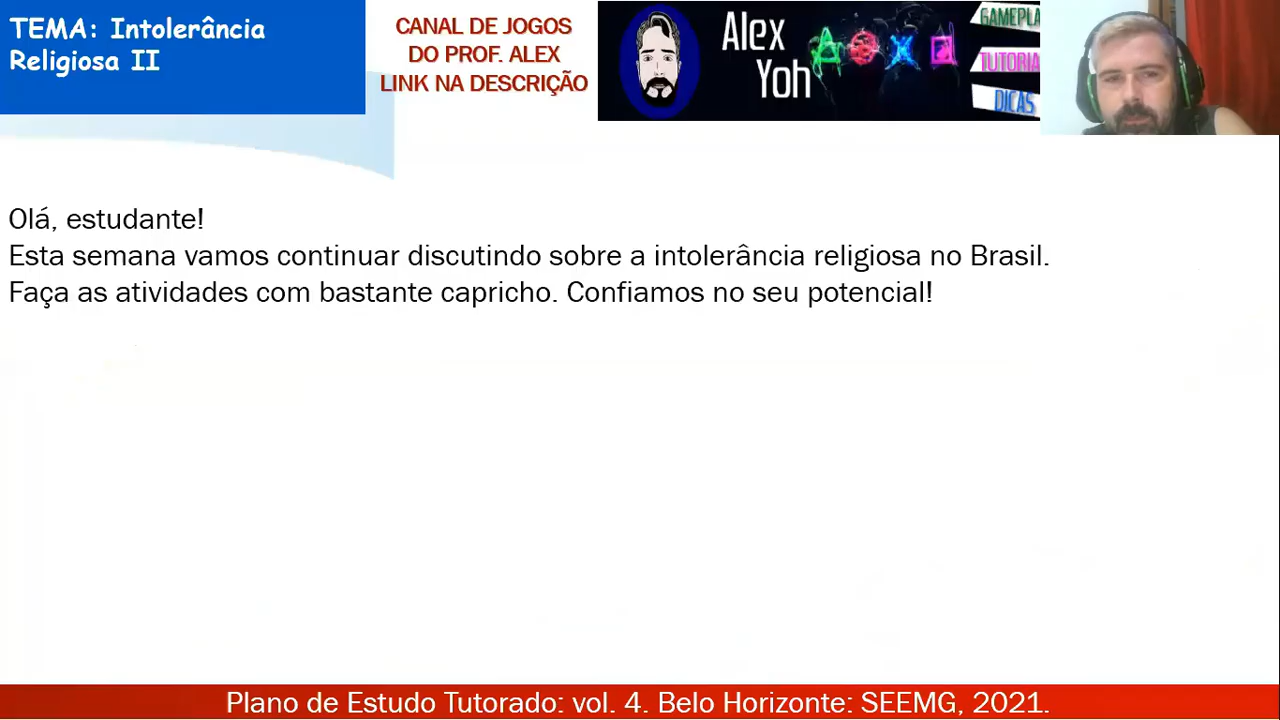 TEMA: Intolerância
Religiosa II
CANAL DE JOGOS
DO PROF. ALEX
LINK NA DESCRIÇÃO
Alex
Yoh
GAMEPLA
TUTORIA
DICAS
Olá, estudante!
Esta semana vamos continuar discutindo sobre a intolerância religiosa no Brasil.
Faça as atividades com bastante capricho. Confiamos no seu potencial!
Plano de Estudo Tutorado: vol. 4. Belo Horizonte: SEEMG, 2021.